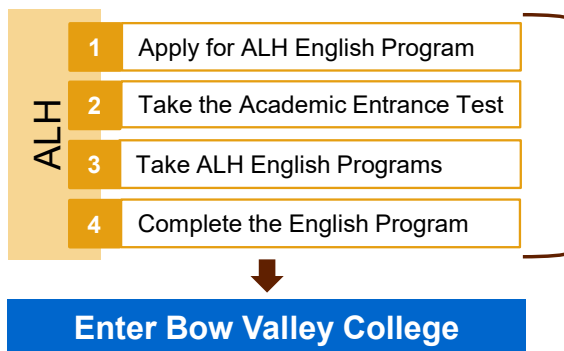 ALH
1 Apply for ALH English Program
2 Take the Academic Entrance Test
3 Take ALH English Programs
4 Complete the English Program
Enter Bow Valley College